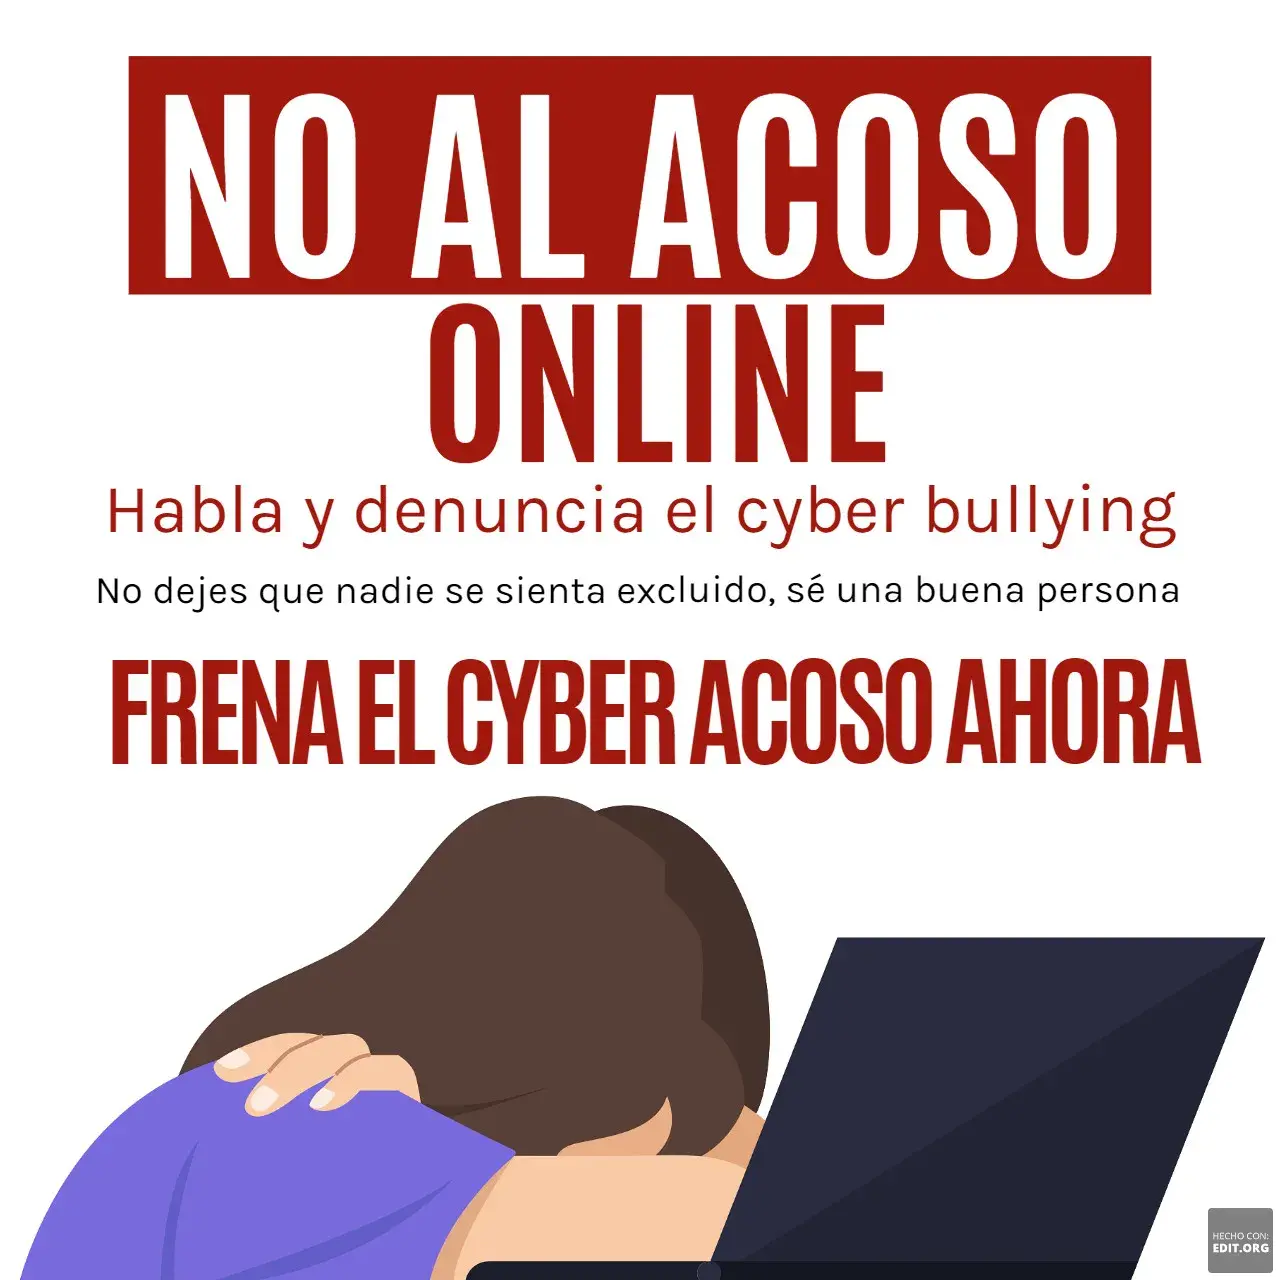 NO AL ACOSO
ONLINE
Habla y denuncia el cyber bullying
No dejes que nadie se sienta excluido, sé una buena persona
FRENA EL CYBER ACOSO AHORA
HECHO CON:
EDIT.ORG